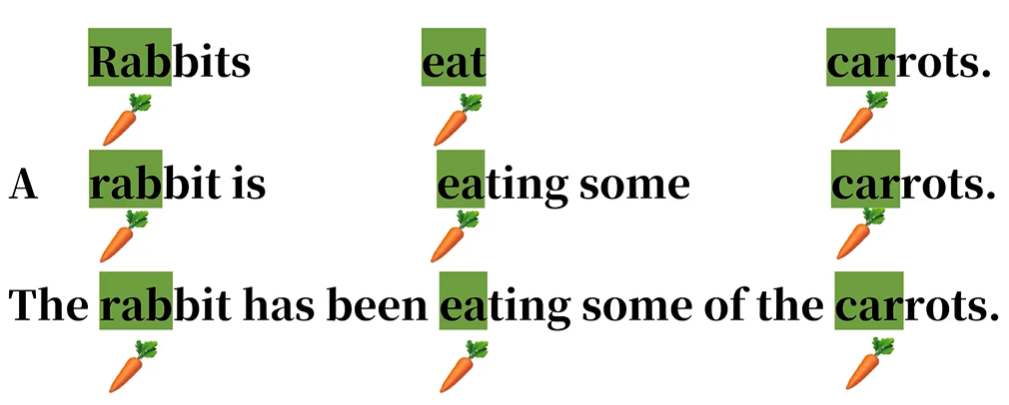 Rabbits eat carrots.
A rabbit is eating some carrots.
The rabbit has been eating some of the carrots.